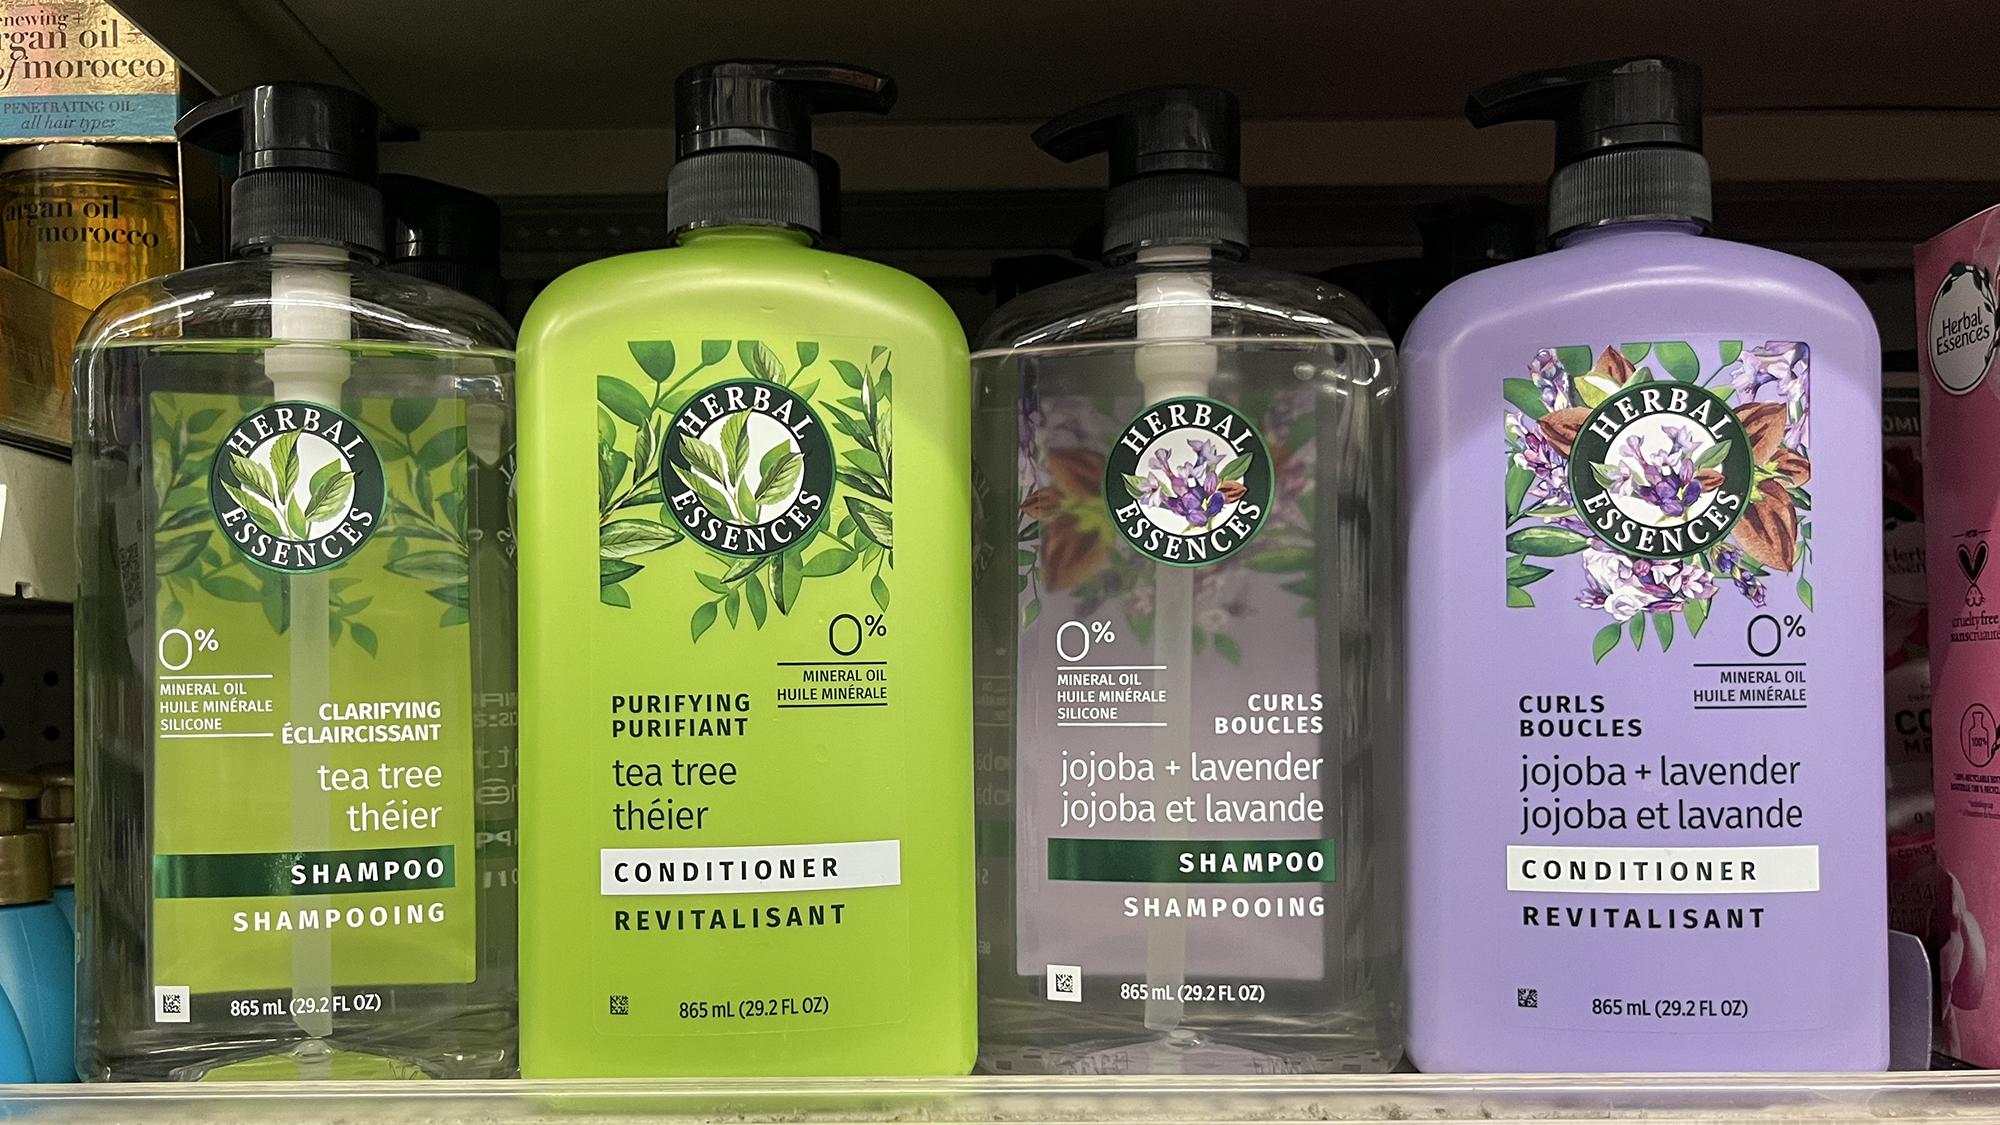 argan oil
of morocco
PENETRATING OIL
all hair types
argan oil
morocco
HERBAL
ESSENCES
0%
MINERAL OIL
HUILE MINÉRALE
SILICONE
CLARIFYING
ÉCLAIRCISSANT
tea tree
théier
SHAMPOO
SHAMPOOING
865 mL (29.2 FL OZ)
HERBAL
ESSENCES
0%
MINERAL OIL
HUILE MINÉRALE
PURIFYING
PURIFIANT
tea tree
théier
CONDITIONER
REVITALISANT
865 mL (29.2 FL OZ)
HERBAL
ESSENCES
0%
MINERAL OIL
HUILE MINÉRALE
SILICONE
CURLS
BOUCLES
jojoba + lavender
jojoba et lavande
SHAMPOO
SHAMPOOING
865 mL (29.2 FL OZ)
HERBAL
ESSENCES
0%
MINERAL OIL
HUILE MINÉRALE
CURLS
BOUCLES
jojoba + lavender
jojoba et lavande
CONDITIONER
REVITALISANT
865 mL (29.2 FL OZ)
Herbal
Essences
crueltyfree
100%